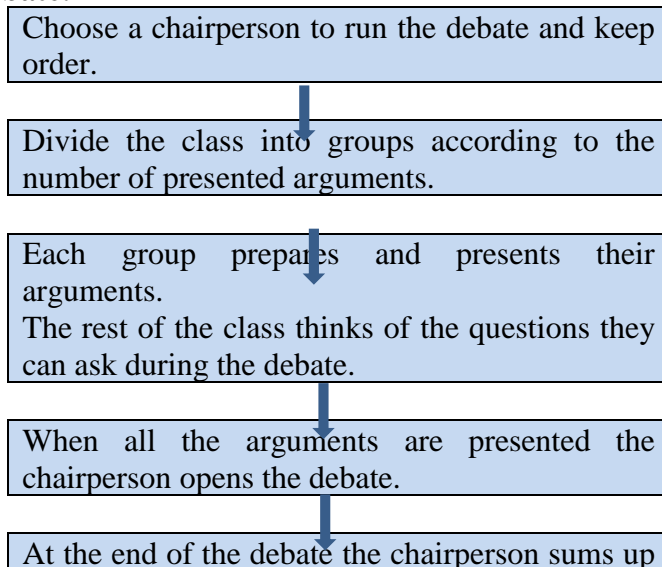 Choose a chairperson to run the debate and keep
order.
Divide the class into groups according to the
number of presented arguments.
Each group prepares and presents their
arguments.
The rest of the class thinks of the questions they
can ask during the debate.
When all the arguments are presented the
chairperson opens the debate.
At the end of the debate the chairperson sums up